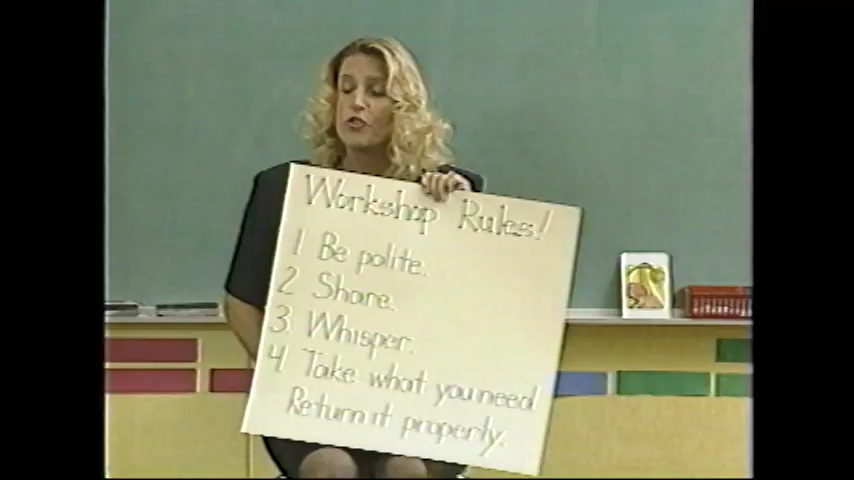 Workshop Rules!
1 Be polite.
2 Share.
3. Whisper.
4 Take what you need
Return it properly.